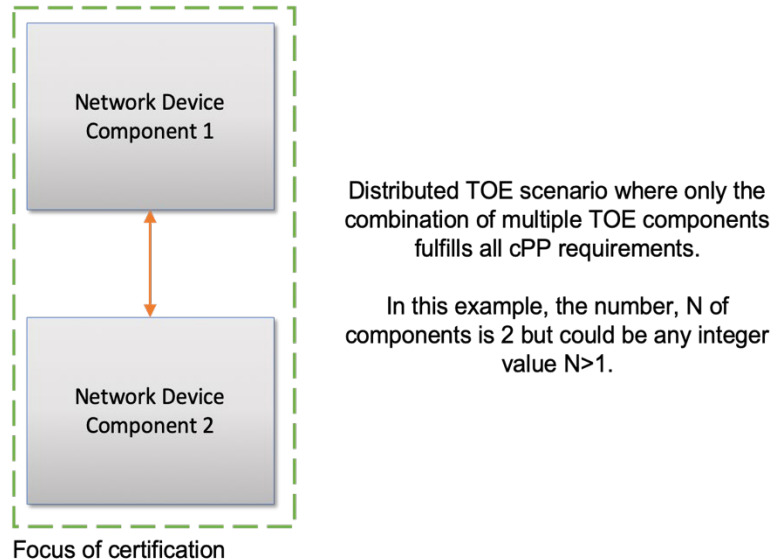 Network Device
Component 1
Distributed TOE scenario where only the
combination of multiple TOE components
fulfills all cPP requirements.
In this example, the number, N of
components is 2 but could be any integer
value N>1.
Network Device
Component 2
Focus of certification